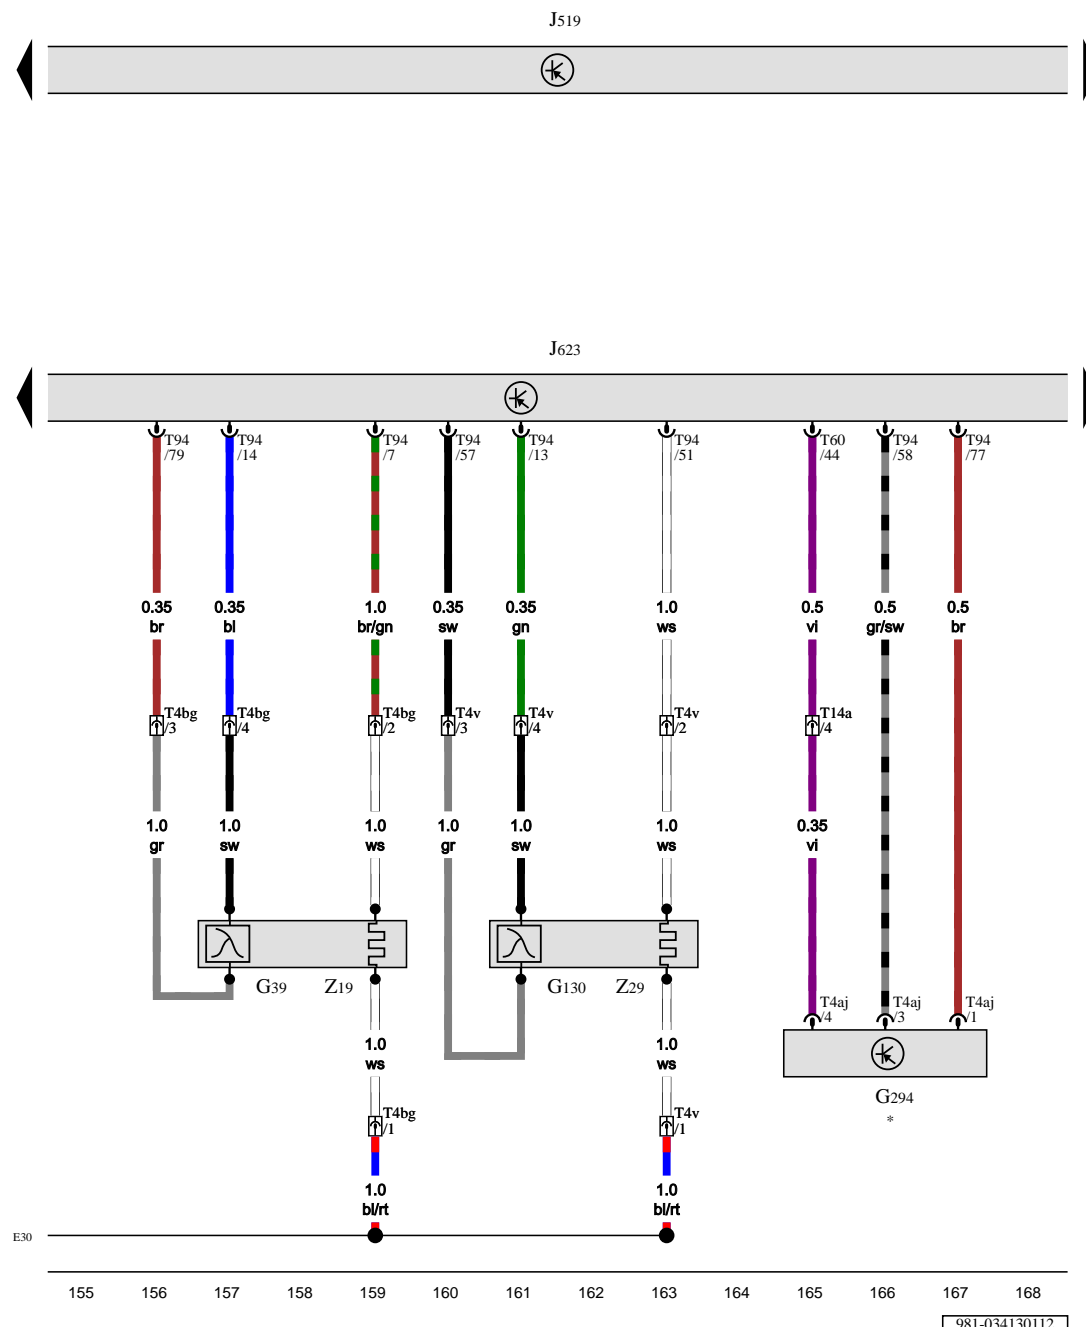 J519
J623
T94 T94 T94 T94 T94 T94 T60 T94 T94
/79 /14 /7 /57 /13 /51 /44 /58 /77
0.35 0.35 1.0 0.35 0.35 1.0 0.5 0.5 0.5
br bl br/gn sw gn ws vi gr/sw br
T4bg T4bg T4bg T4v T4v T4v T14a
/3 /4 /2 /3 /4 /2 /4
1.0 1.0 1.0 1.0 1.0 1.0 0.35
gr sw ws gr sw ws vi
G39 Z19 G130 Z29
T4aj T4aj T4aj
/4 /3 /1
1.0 1.0
ws ws
G294
*
T4bg T4v
/1 /1
1.0 1.0
bl/rt bl/rt
E30
155 156 157 158 159 160 161 162 163 164 165 166 167 168
981-034130112